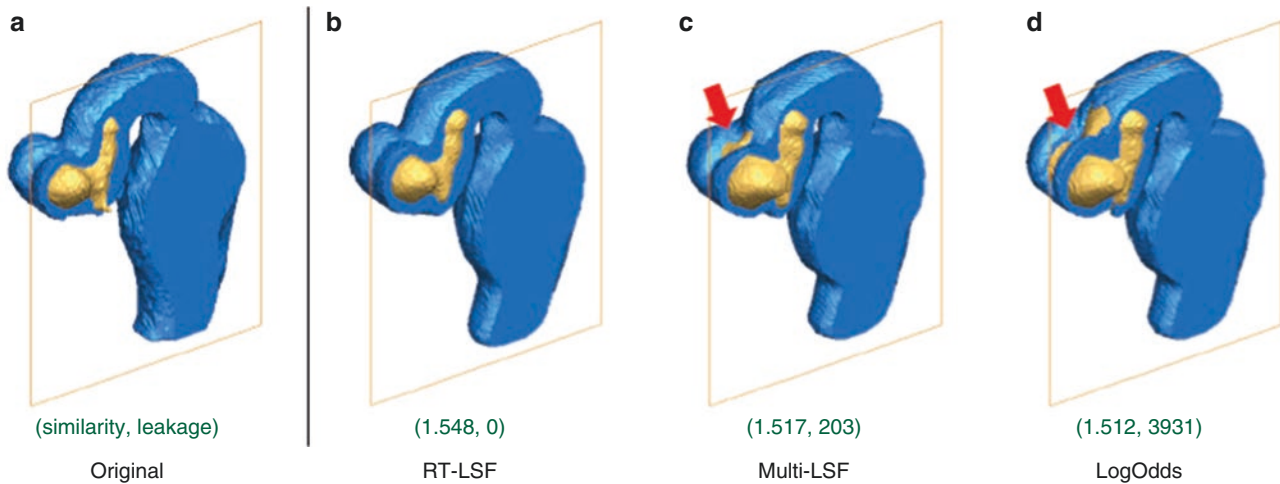 a
b
c
d
(similarity, leakage)
(1.548, 0)
(1.517, 203)
(1.512, 3931)
Original
RT-LSF
Multi-LSF
LogOdds